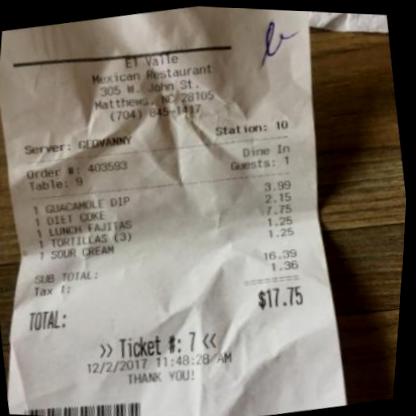 El Valle
Mexican Restaurant
305 W. John St.
Matthews, NC 28105
(704) 845-1417
Server: GEOVANNY Station: 10
Order #: 403593 Dine In
Table: 9 Guests: 1
1 GUACAMOLE DIP 3.99
1 DIET COKE 2.15
1 LUNCH FAJITAS 7.75
1 TORTILLAS (3) 1.25
1 SOUR CREAM 1.25
SUB TOTAL: 16.39
Tax 1: 1.36
TOTAL: $17.75
>> Ticket #: 7 <<
12/2/2017 11:48:28 AM
THANK YOU!